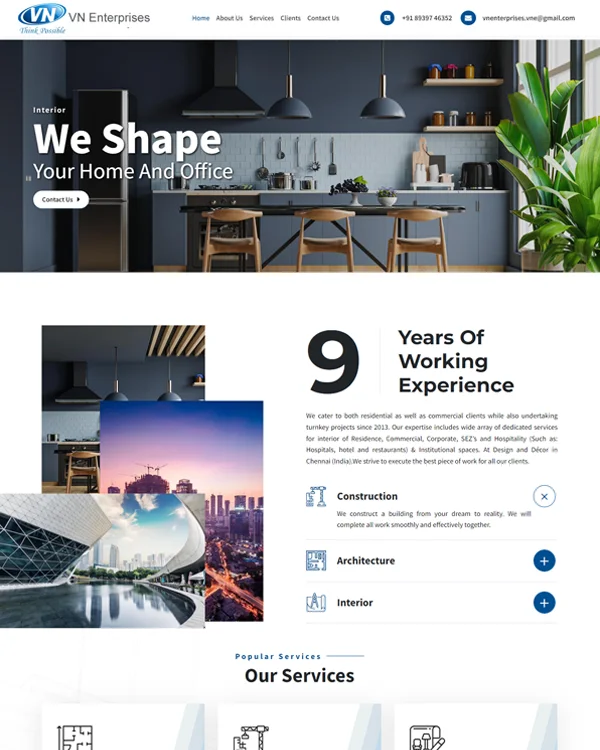 VN
Think Possible
VN Enterprises
Home About Us Services Clients Contact Us
+91 89397 46352
vnenterprises.vne@gmail.com
Interior
We Shape
Your Home And Office
Contact Us
9
Years Of
Working
Experience
We cater to both residential as well as commercial clients while also undertaking
turnkey projects since 2013. Our expertise includes wide array of dedicated services
for interior of Residence, Commercial, Corporate, SEZ's and Hospitality (Such as:
Hospitals, hotel and restaurants) & Institutional spaces. At Design and Décor in
Chennai (India).We strive to execute the best piece of work for all our clients.
Construction
We construct a building from your dream to reality. We will
complete all work smoothly and effectively together.
Architecture
Interior
Popular Services
Our Services